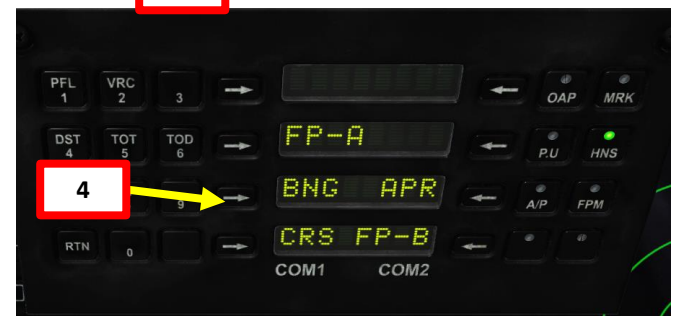 PFL VRC
1 2 3 OAP MRK
FP-A
DST TOT TOD
4 5 6 P.U HNS
4
BNG APR
9 A/P FPM
CRS FP-B
RTN 0
COM1 COM2